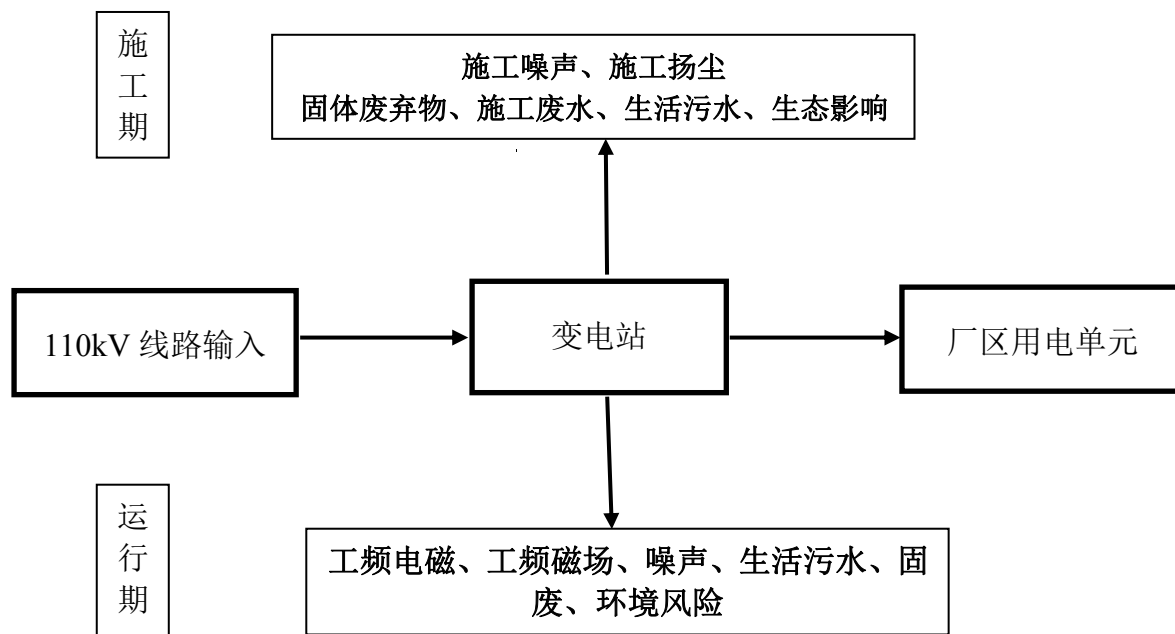 施
工
期
施工噪声、施工扬尘
固体废弃物、施工废水、生活污水、生态影响
110kV 线路输入
变电站
厂区用电单元
运
行
期
工频电磁、工频磁场、噪声、生活污水、固
废、环境风险